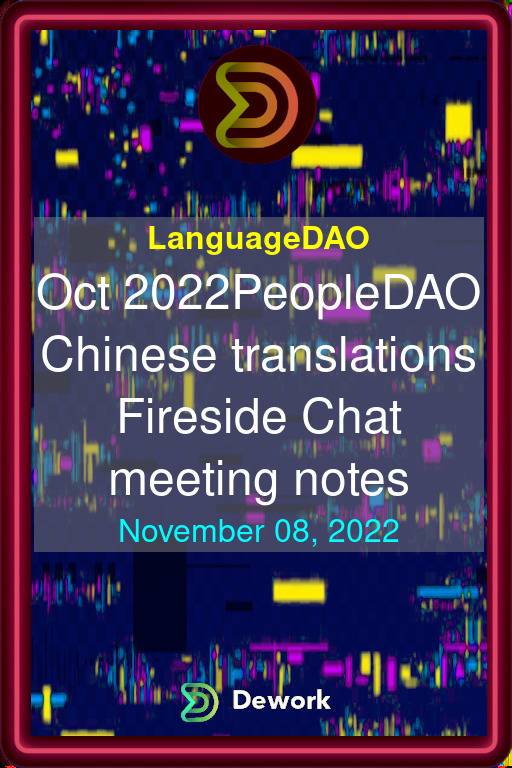 LanguageDAO
Oct 2022PeopleDAO
Chinese translations
Fireside Chat
meeting notes
November 08, 2022
Dework